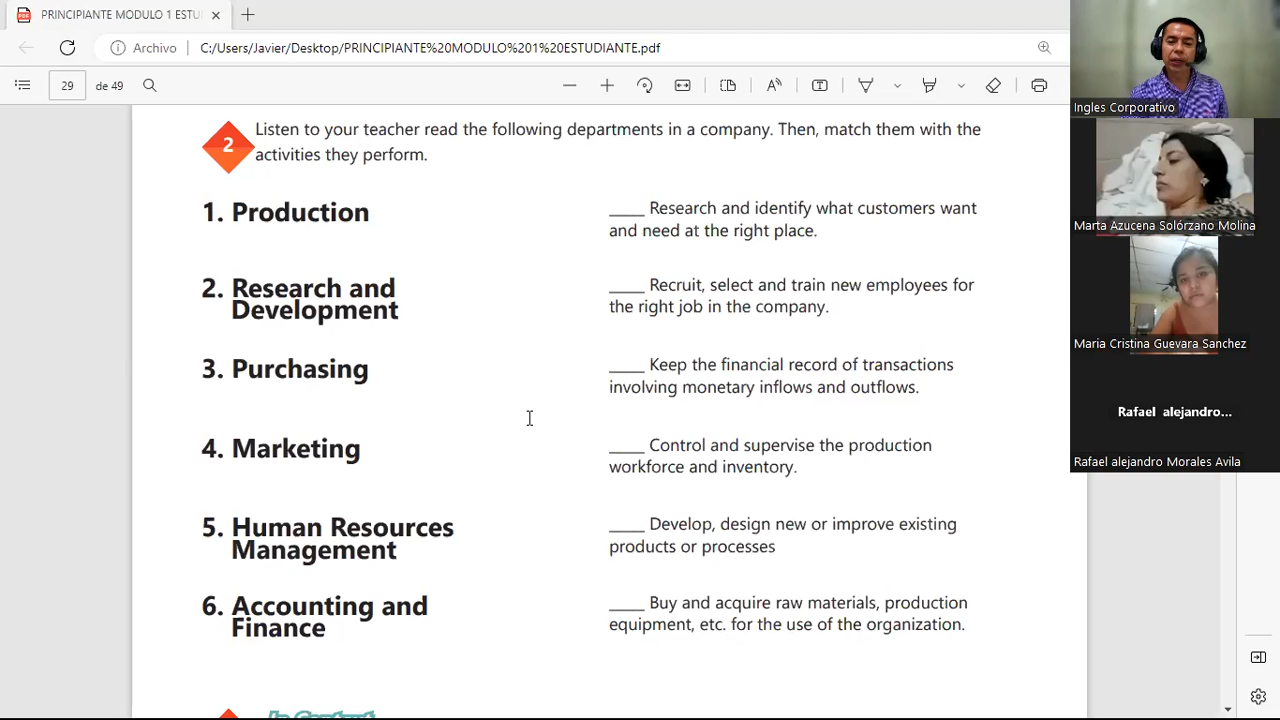 PRINCIPIANTE MODULO 1 ESTU
Archivo C:/Users/Javier/Desktop/PRINCIPIANTE%20MODULO%201%20ESTUDIANTE.pdf
29 de 49
2
Listen to your teacher read the following departments in a company. Then, match them with the
activities they perform.
1. Production
____ Research and identify what customers want
and need at the right place.
2. Research and
Development
____ Recruit, select and train new employees for
the right job in the company.
3. Purchasing
____ Keep the financial record of transactions
involving monetary inflows and outflows.
4. Marketing
____ Control and supervise the production
workforce and inventory.
5. Human Resources
Management
____ Develop, design new or improve existing
products or processes
6. Accounting and
Finance
____ Buy and acquire raw materials, production
equipment, etc. for the use of the organization.
Ingles Corporativo
Marta Azucena Solórzano Molina
Maria Cristina Guevara Sanchez
Rafael alejandro...
Rafael alejandro Morales Avila